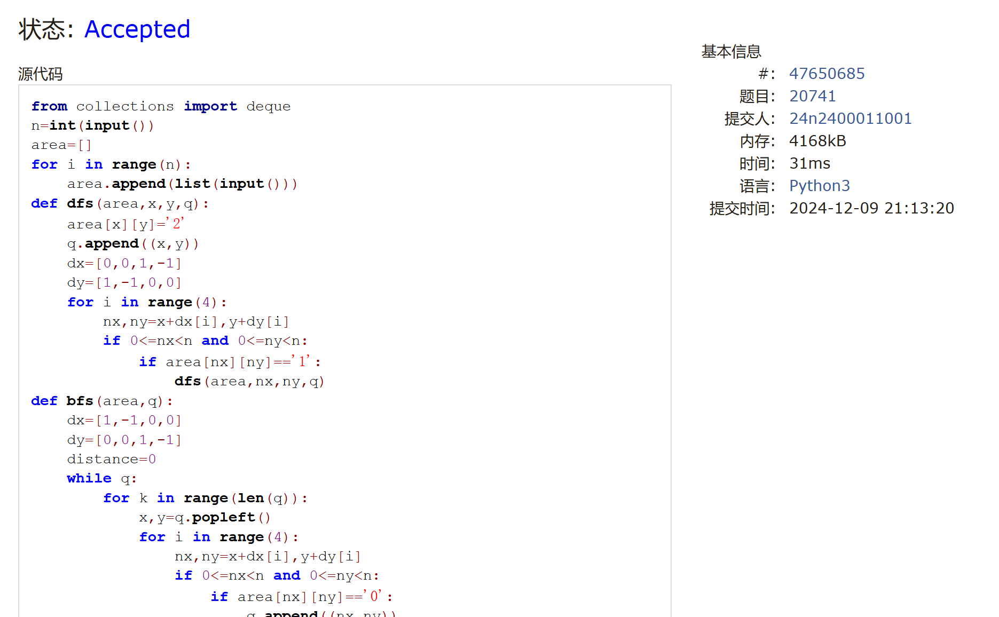 状态: Accepted
源代码
from collections import deque
n=int(input())
area=[]
for i in range(n):
    area.append(list(input()))
def dfs(area,x,y,q):
    area[x][y]='2'
    q.append((x,y))
    dx=[0,0,1,-1]
    dy=[1,-1,0,0]
    for i in range(4):
        nx,ny=x+dx[i],y+dy[i]
        if 0<=nx<n and 0<=ny<n:
            if area[nx][ny]=='1':
                dfs(area,nx,ny,q)
def bfs(area,q):
    dx=[1,-1,0,0]
    dy=[0,0,1,-1]
    distance=0
    while q:
        for k in range(len(q)):
            x,y=q.popleft()
            for i in range(4):
                nx,ny=x+dx[i],y+dy[i]
                if 0<=nx<n and 0<=ny<n:
                    if area[nx][ny]=='0':
                        q.append((nx,ny))
基本信息
#: 47650685
题目: 20741
提交人: 24n2400011001
内存: 4168kB
时间: 31ms
语言: Python3
提交时间: 2024-12-09 21:13:20